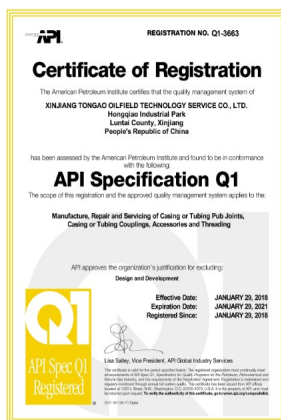 energy API
REGISTRATION NO. Q1-3663
Certificate of Registration
The American Petroleum Institute certifies that the quality management system of
XINJIANG TONGAO OILFIELD TECHNOLOGY SERVICE CO., LTD.
Hongqiao Industrial Park
Luntai County, Xinjiang
People's Republic of China
has been assessed by the American Petroleum Institute and found to be in conformance
with the following:
API Specification Q1
The scope of this registration and the approved quality management system applies to the:
Manufacture, Repair and Servicing of Casing or Tubing Pub Joints,
Casing or Tubing Couplings, Accessories and Threading
API approves the organization's justification for excluding:
Design and Development
Effective Date: JANUARY 29, 2018
Expiration Date: JANUARY 29, 2021
Registered Since: JANUARY 29, 2018
Q1
API Spec Q1
Registered
Lisa Salley, Vice President, API Global Industry Services